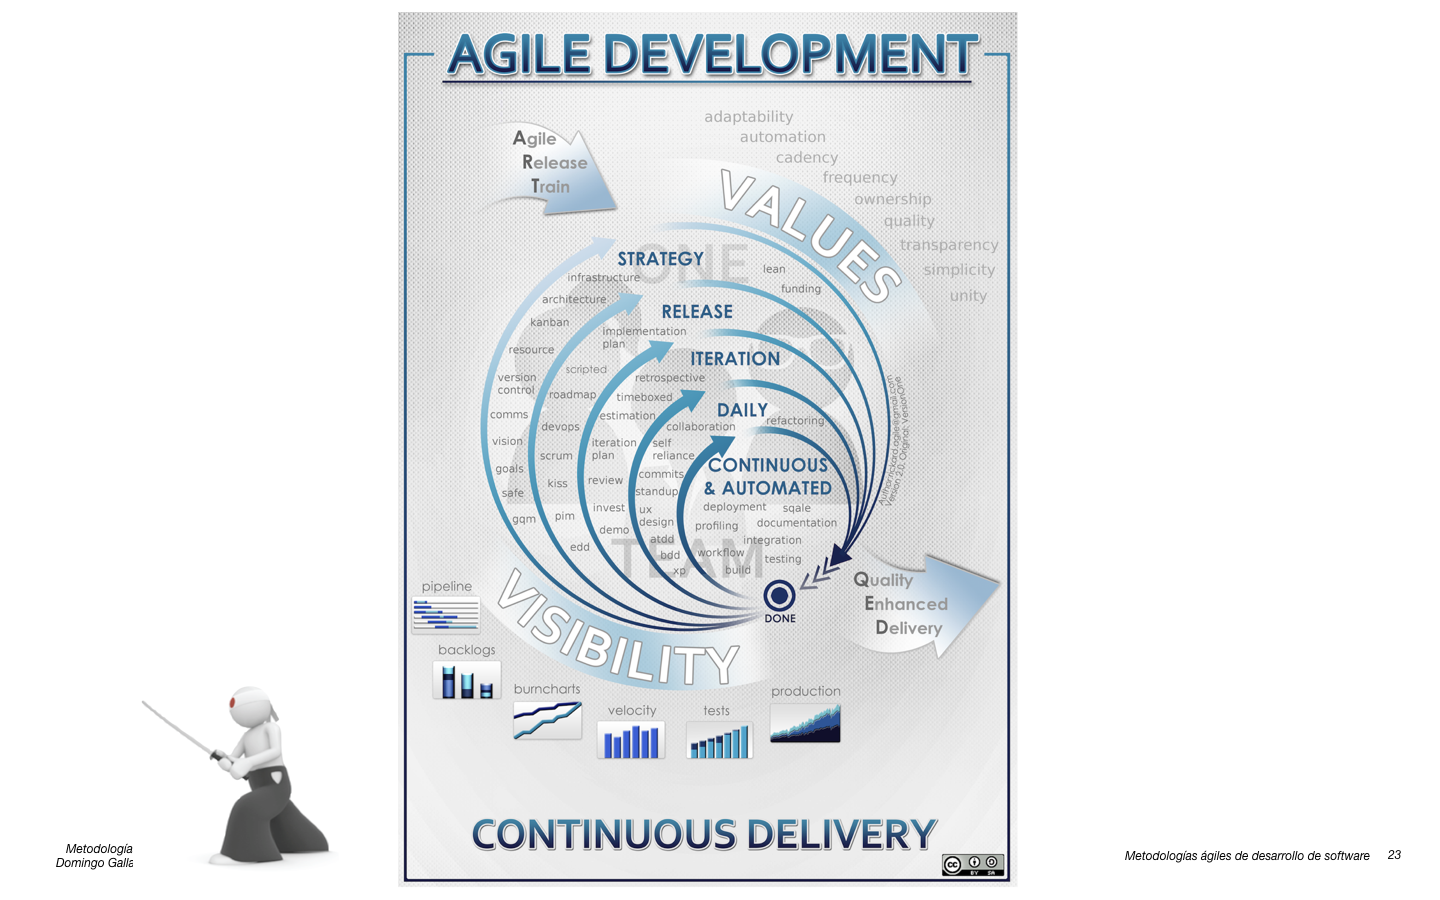 AGILE DEVELOPMENT
Agile
Release
Train
adaptability
automation
cadency
frequency
ownership
quality
transparency
simplicity
unity
VALUES
ONE
STRATEGY
infrastructure
lean
funding
architecture
kanban
resource
version
control
comms
vision
goals
safe
gqm
RELEASE
implementation
plan
scripted
roadmap
devops
scrum
kiss
pim
edd
ITERATION
retrospective
timeboxed
estimation
iteration
plan
review
invest
demo
DAILY
refactoring
collaboration
self
reliance
commits
standup
ux
design
atdd
bdd
xp
CONTINUOUS
& AUTOMATED
deployment
sqale
profiling
documentation
integration
workflow
testing
build
TEAM
DONE
Author:rickard.agile@gmail.com
Version 2.0. Original: VersionOne
Quality
Enhanced
Delivery
VISIBILITY
pipeline
backlogs
burncharts
velocity
tests
production
CONTINUOUS DELIVERY
cc
BY SA
Metodología
Domingo Galla
Metodologías ágiles de desarrollo de software 23